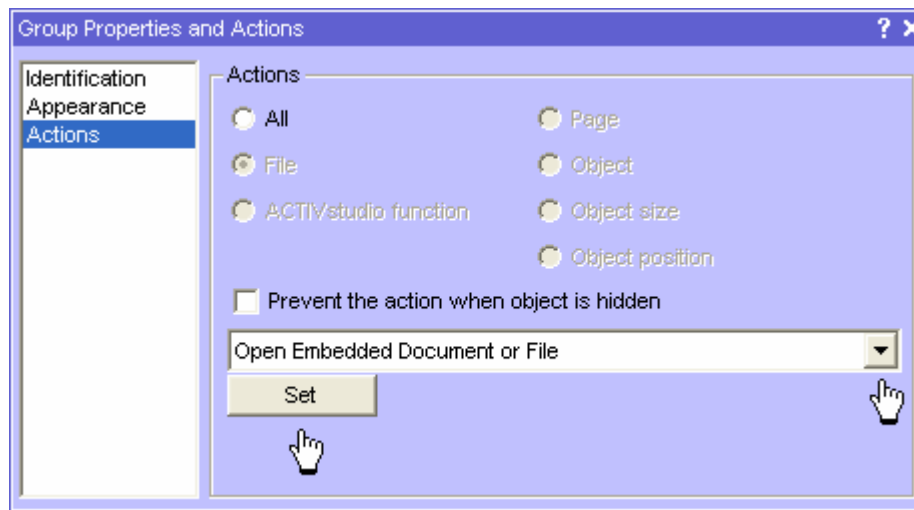 Group Properties and Actions
?
Identification
Appearance
Actions
Actions
All
Page
File
Object
ACTIVstudio function
Object size
Object position
Prevent the action when object is hidden
Open Embedded Document or File
Set